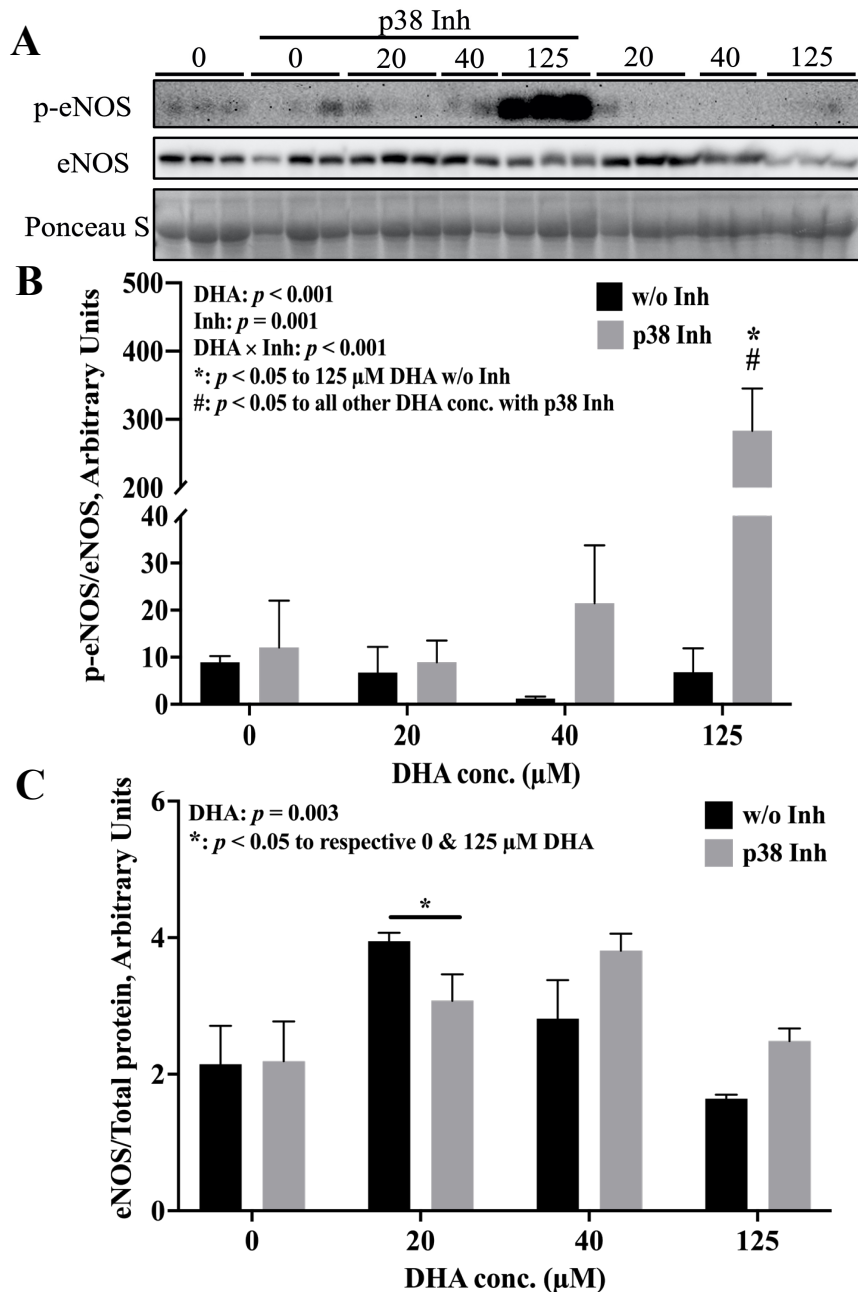 A
p38 Inh
0 0 20 40 125 20 40 125
p-eNOS
eNOS
Ponceau S
B
p-eNOS/eNOS, Arbitrary Units
500
400
300
200
40
30
20
10
0
DHA: p < 0.001
Inh: p = 0.001
DHA × Inh: p < 0.001
*: p < 0.05 to 125 µM DHA w/o Inh
#: p < 0.05 to all other DHA conc. with p38 Inh
w/o Inh
p38 Inh
*
#
0 20 40 125
DHA conc. (µM)
C
eNOS/Total protein, Arbitrary Units
6
4
2
0
DHA: p = 0.003
*: p < 0.05 to respective 0 & 125 µM DHA
w/o Inh
p38 Inh
*
0 20 40 125
DHA conc. (µM)